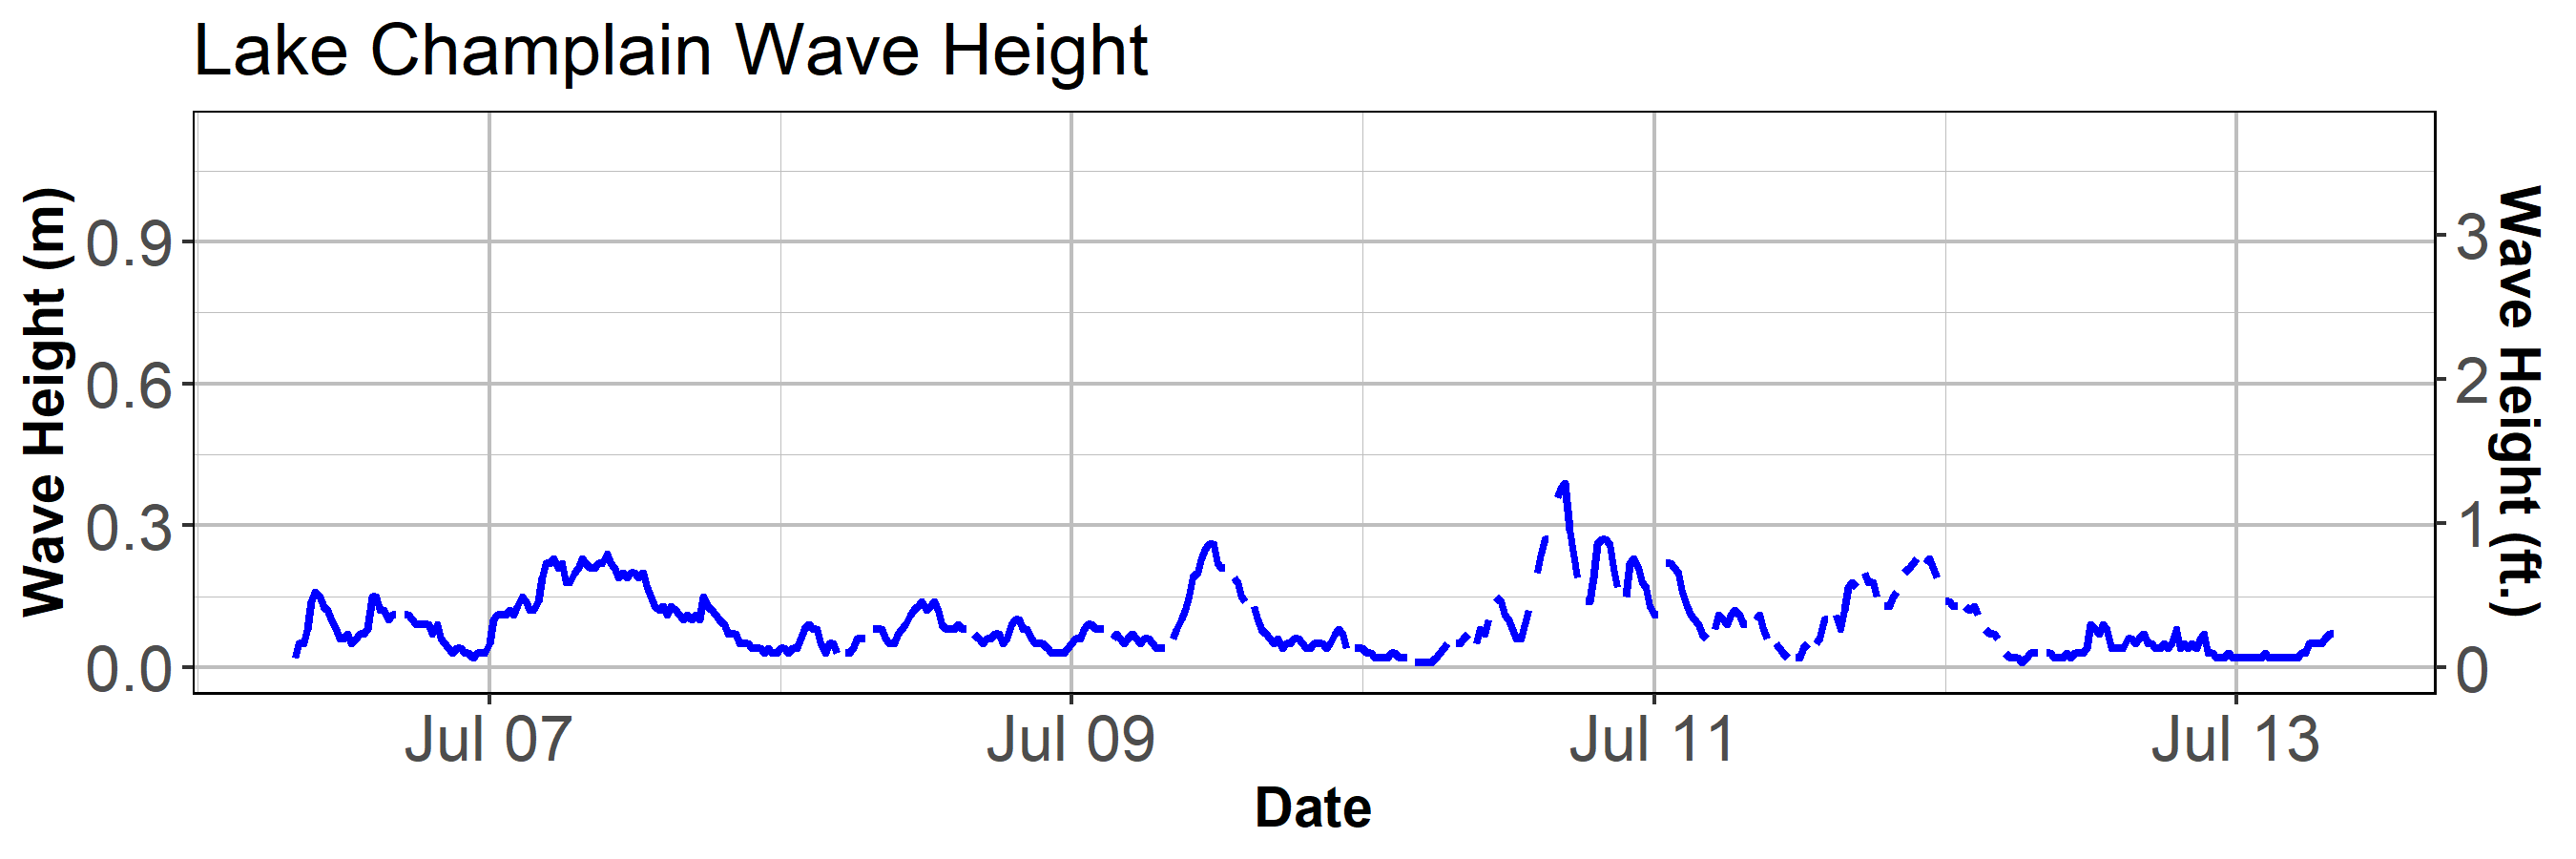 Lake Champlain Wave Height
Wave Height (m)
0.9
0.6
0.3
0.0
3
2
1
0
Wave Height (ft.)
Jul 07
Jul 09
Jul 11
Jul 13
Date